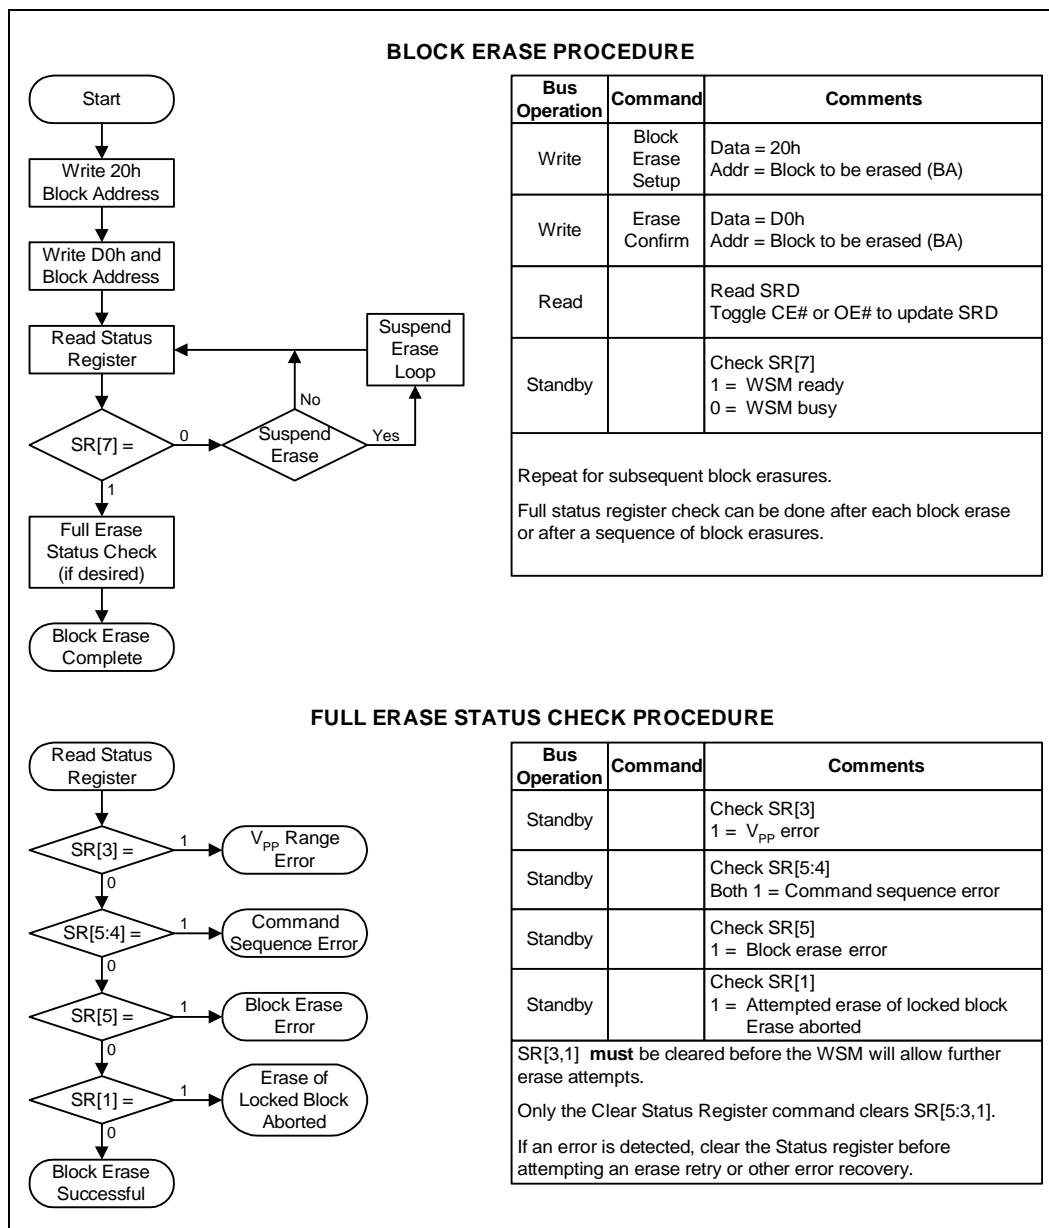 BLOCK ERASE PROCEDURE
Start
Write 20h
Block Address
Write D0h and
Block Address
Read Status
Register
Suspend
Erase
Loop
No
SR[7] =
0
Suspend
Erase
Yes
1
Full Erase
Status Check
(if desired)
Block Erase
Complete
Bus
Operation
Command
Comments
Write
Block
Erase
Setup
Data = 20h
Addr = Block to be erased (BA)
Write
Erase
Confirm
Data = D0h
Addr = Block to be erased (BA)
Read
Read SRD
Toggle CE# or OE# to update SRD
Standby
Check SR[7]
1 = WSM ready
0 = WSM busy
Repeat for subsequent block erasures.
Full status register check can be done after each block erase
or after a sequence of block erasures.
FULL ERASE STATUS CHECK PROCEDURE
Read Status
Register
SR[3] =
1
VPP Range
Error
0
SR[5:4] =
1
Command
Sequence Error
0
SR[5] =
1
Block Erase
Error
0
SR[1] =
1
Erase of
Locked Block
Aborted
0
Block Erase
Successful
Bus
Operation
Command
Comments
Standby
Check SR[3]
1 = VPP error
Standby
Check SR[5:4]
Both 1 = Command sequence error
Standby
Check SR[5]
1 = Block erase error
Standby
Check SR[1]
1 = Attempted erase of locked block
Erase aborted
SR[3,1] must be cleared before the WSM will allow further
erase attempts.
Only the Clear Status Register command clears SR[5:3,1].
If an error is detected, clear the Status register before
attempting an erase retry or other error recovery.